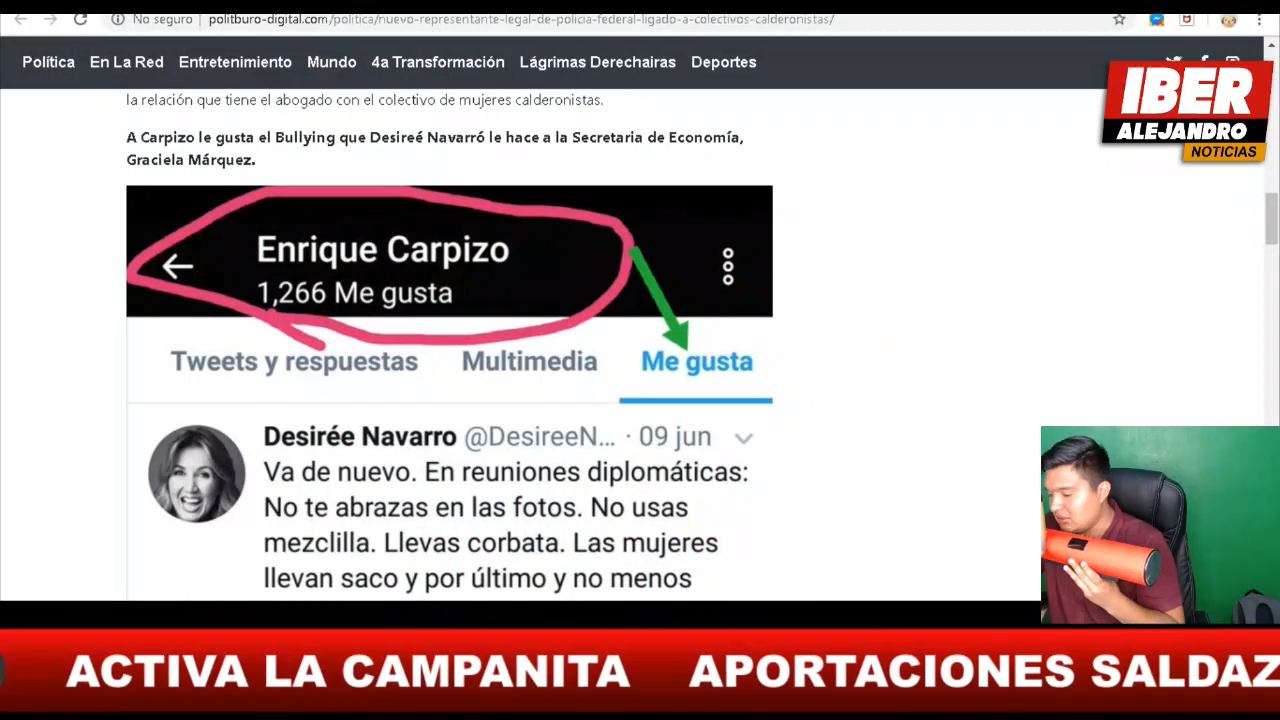 No seguro
politburo-digital.com/politica/nuevo-representante-legal-de-policia-federal-ligado-a-colectivos-calderonistas/
Política En La Red Entretenimiento Mundo 4a Transformación Lágrimas Derechairas Deportes
la relación que tiene el abogado con el colectivo de mujeres calderonistas.
A Carpizo le gusta el Bullying que Desireé Navarró le hace a la Secretaria de Economía,
Graciela Márquez.
IBER
ALEJANDRO
NOTICIAS
Enrique Carpizo
1,266 Me gusta
Tweets y respuestas Multimedia Me gusta
Desirée Navarro @DesireeN... · 09 jun
Va de nuevo. En reuniones diplomáticas:
No te abrazas en las fotos. No usas
mezclilla. Llevas corbata. Las mujeres
llevan saco y por último y no menos
ACTIVA LA CAMPANITA APORTACIONES SALDAZ